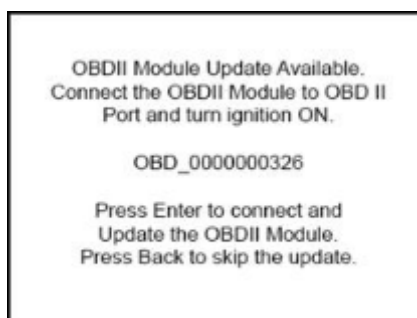 OBDII Module Update Available.
Connect the OBDII Module to OBD II
Port and turn ignition ON.
OBD_0000000326
Press Enter to connect and
Update the OBDII Module.
Press Back to skip the update.